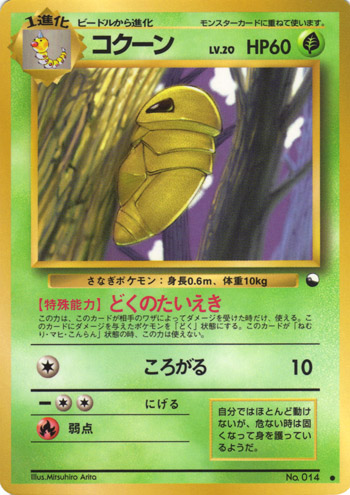 1進化 ビードルから進化 モンスターカードに重ねて使います。
コクーン LV.20 HP60
さなぎポケモン：身長0.6m、体重10kg
【特殊能力】どくのたいえき
この力は、このカードが相手のワザによってダメージを受けた時だけ、使える。こ
のカードにダメージを与えたポケモンを「どく」状態にする。このカードが「ねむ
り・マヒ・こんらん」状態の時、この力は使えない。
ころがる 10
にげる
弱点
自分ではほとんど動け
ないが、危ない時は固
くなって身を護ってい
るようだ。
Illus.Mitsuhiro Arita No. 014